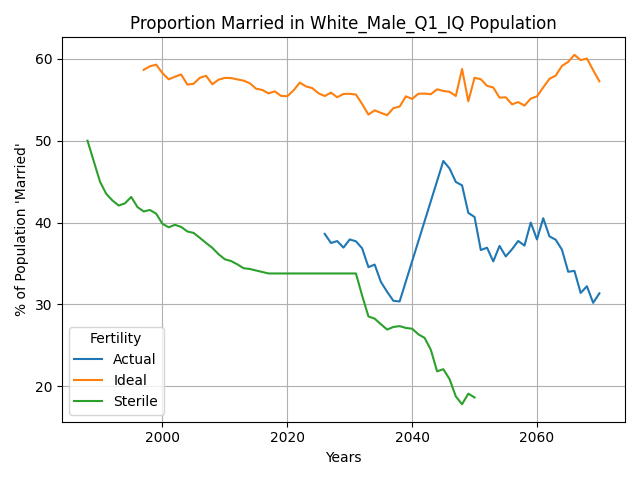 Proportion Married in White_Male_Q1_IQ Population
% of Population 'Married'
60
50
40
30
20
Fertility
Actual
Ideal
Sterile
2000
2020
2040
2060
Years